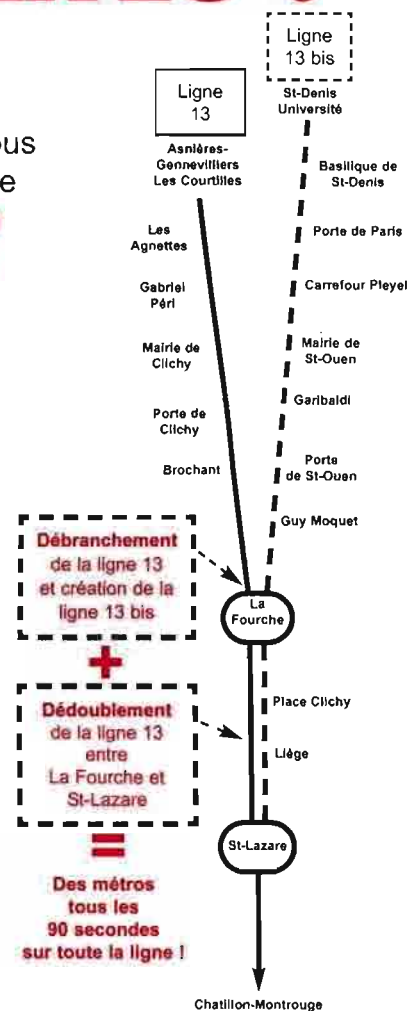 Ligne
13 bis
St-Denis
Université
Ligne
13
Asnières-
Gennevilliers
Les Courtilles
ous
e
Basilique de
St-Denis
Les
Agnettes
Porte de Paris
Gabriel
Péri
Carrefour Pleyel
Mairie de
Clichy
Mairie de
St-Ouen
Garibaldi
Porte de
Clichy
Brochant
Porte
de St-Ouen
Guy Moquet
Débranchement
de la ligne 13
et création de la
ligne 13 bis
La
Fourche
+
Dédoublement
de la ligne 13
entre
La Fourche et
St-Lazare
Place Clichy
Liège
=
St-Lazare
Des métros
tous les
90 secondes
sur toute la ligne !
Chatillon-Montrouge